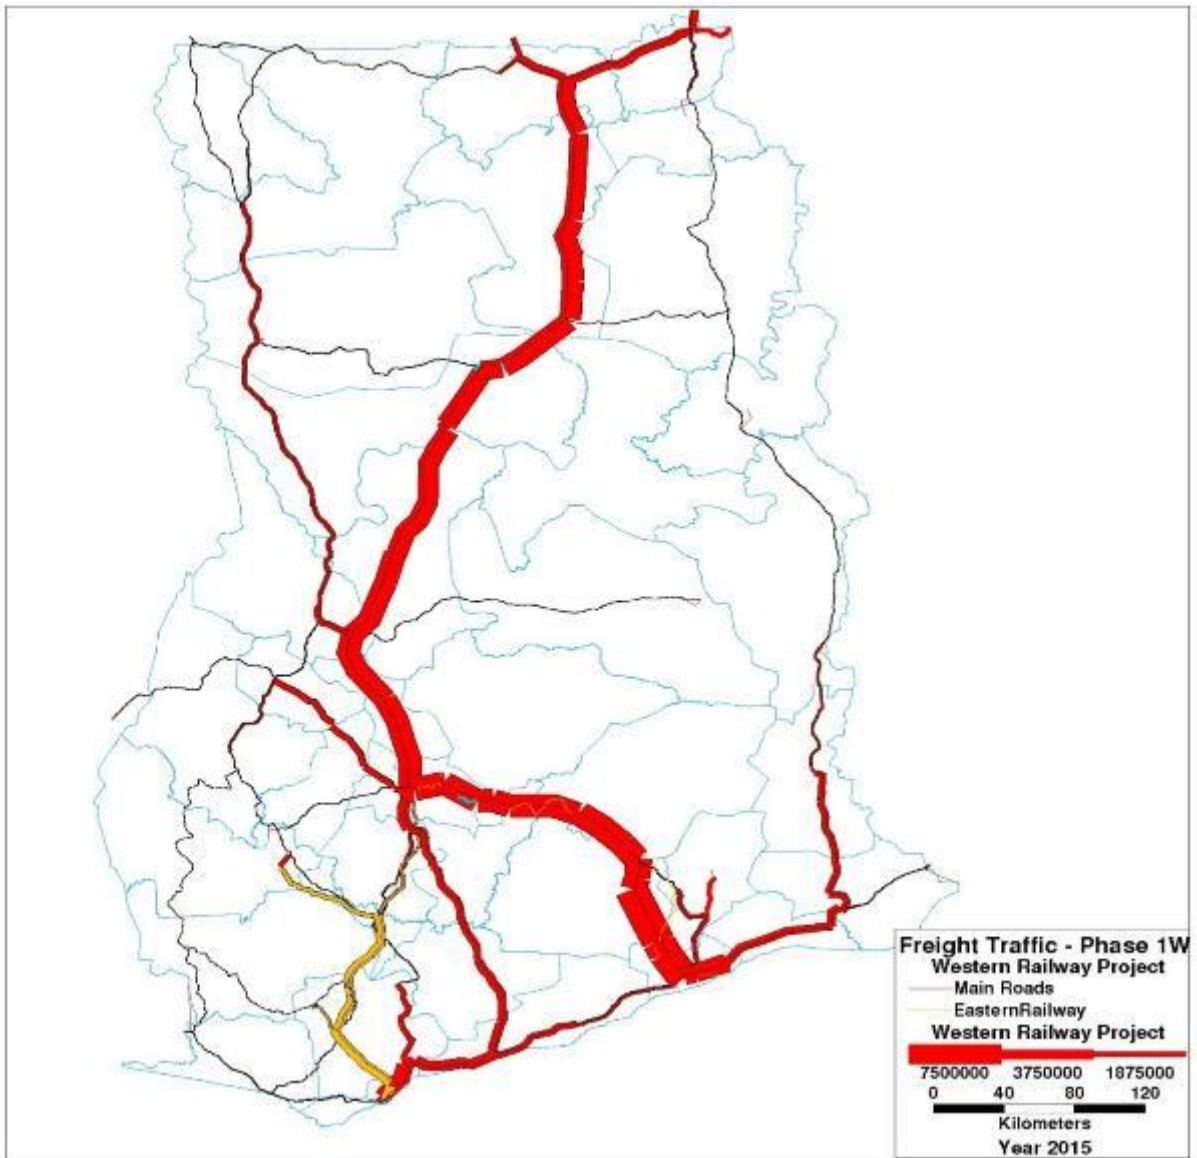 Freight Traffic - Phase 1W
Western Railway Project
Main Roads
EasternRailway
Western Railway Project
7500000 3750000 1875000
0 40 80 120
Kilometers
Year 2015